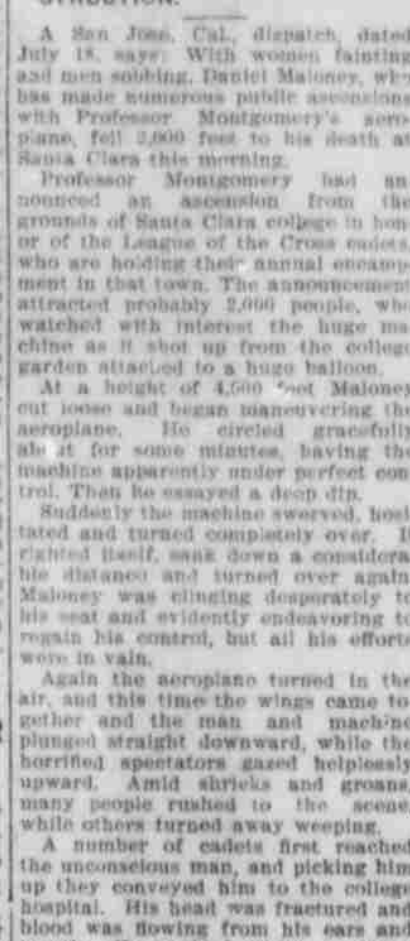 A San Jose, Cal., dispatch, dated
July 18, says: With women fainting
and men sobbing, Daniel Maloney, who
has made numerous public ascensions
with Professor Montgomery's aero-
plane, fell 3,000 feet to his death at
Santa Clara this morning.
Professor Montgomery had an-
nounced an ascension from the
grounds of Santa Clara college in hon-
or of the League of the Cross cadets,
who are holding their annual encamp-
ment in that town. The announcement
attracted probably 2,000 people, who
watched with interest the huge ma-
chine as it shot up from the college
garden attached to a huge balloon.
At a height of feet Maloney
cut loose and began maneuvering the
aeroplane. He circled gracefully
about for some minutes, having the
machine apparently under perfect con-
trol. Then he essayed a deep dip.
Suddenly the machine swerved, hesi-
tated and turned completely over. It
righted itself, sank down a considera-
ble distance and turned over again.
Maloney was clinging desperately to
his seat and evidently endeavoring to
regain his control, but all his efforts
were in vain.
Again the aeroplane turned in the
air, and this time the wings came to-
gether and the man and machine
plunged straight downward, while the
horrified spectators gazed helplessly
upward. Amid shrieks and groans,
many people rushed to the scene
while others turned away weeping.
A number of cadets first reached
the unconscious man, and picking him
up they conveyed him to the college
hospital. His head was fractured and
blood was flowing from his ears and